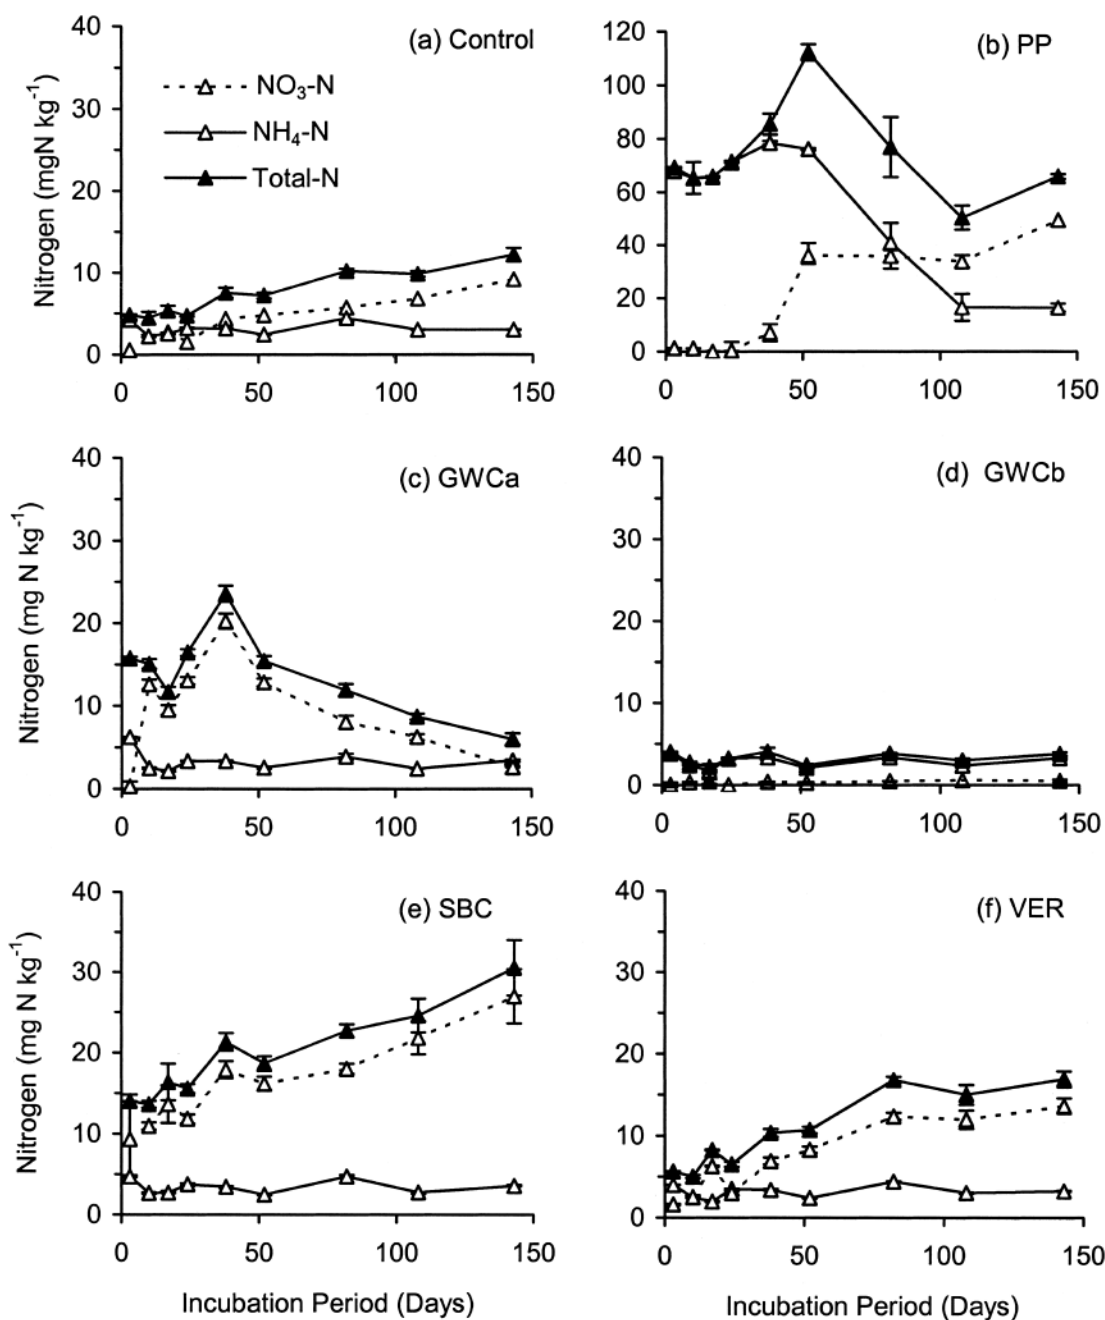 (a) Control
NO₃-N
NH₄-N
Total-N
Nitrogen (mgN kg⁻¹)
40
30
20
10
0
0 50 100 150
(b) PP
120
100
80
60
40
20
0
0 50 100 150
(c) GWCa
Nitrogen (mg N kg⁻¹)
40
30
20
10
0
0 50 100 150
(d) GWCb
40
30
20
10
0
0 50 100 150
(e) SBC
Nitrogen (mg N kg⁻¹)
40
30
20
10
0
0 50 100 150
Incubation Period (Days)
(f) VER
40
30
20
10
0
0 50 100 150
Incubation Period (Days)